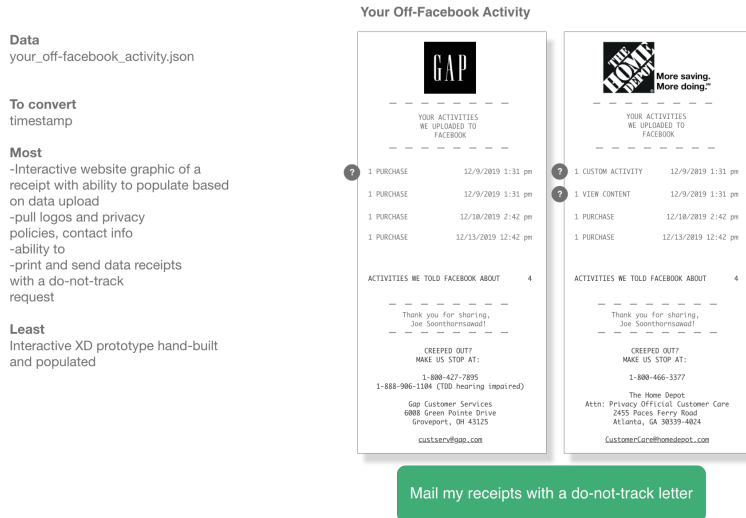 Your Off-Facebook Activity
Data
your_off-facebook_activity.json
To convert
timestamp
Most
-Interactive website graphic of a
receipt with ability to populate based
on data upload
-pull logos and privacy
policies, contact info
-ability to
-print and send data receipts
with a do-not-track
request
Least
Interactive XD prototype hand-built
and populated
GAP
YOUR ACTIVITIES
WE UPLOADED TO
FACEBOOK
? 1 PURCHASE 12/9/2019 1:31 pm
1 PURCHASE 12/9/2019 1:31 pm
1 PURCHASE 12/10/2019 2:42 pm
1 PURCHASE 12/13/2019 12:42 pm
ACTIVITIES WE TOLD FACEBOOK ABOUT 4
Thank you for sharing,
Joe Soonthornsawad!
CREEPED OUT?
MAKE US STOP AT:
1-800-427-7895
1-888-906-1104 (TDD hearing impaired)
Gap Customer Services
6008 Green Pointe Drive
Groveport, OH 43125
custserv@gap.com
THE
HOME
DEPOT
More saving.
More doing.℠
YOUR ACTIVITIES
WE UPLOADED TO
FACEBOOK
? 1 CUSTOM ACTIVITY 12/9/2019 1:31 pm
? 1 VIEW CONTENT 12/9/2019 1:31 pm
1 PURCHASE 12/10/2019 2:42 pm
1 PURCHASE 12/13/2019 12:42 pm
ACTIVITIES WE TOLD FACEBOOK ABOUT 4
Thank you for sharing,
Joe Soonthornsawad!
CREEPED OUT?
MAKE US STOP AT:
1-800-466-3377
The Home Depot
Attn: Privacy Official Customer Care
2455 Paces Ferry Road
Atlanta, GA 30339-4024
CustomerCare@homedepot.com
Mail my receipts with a do-not-track letter